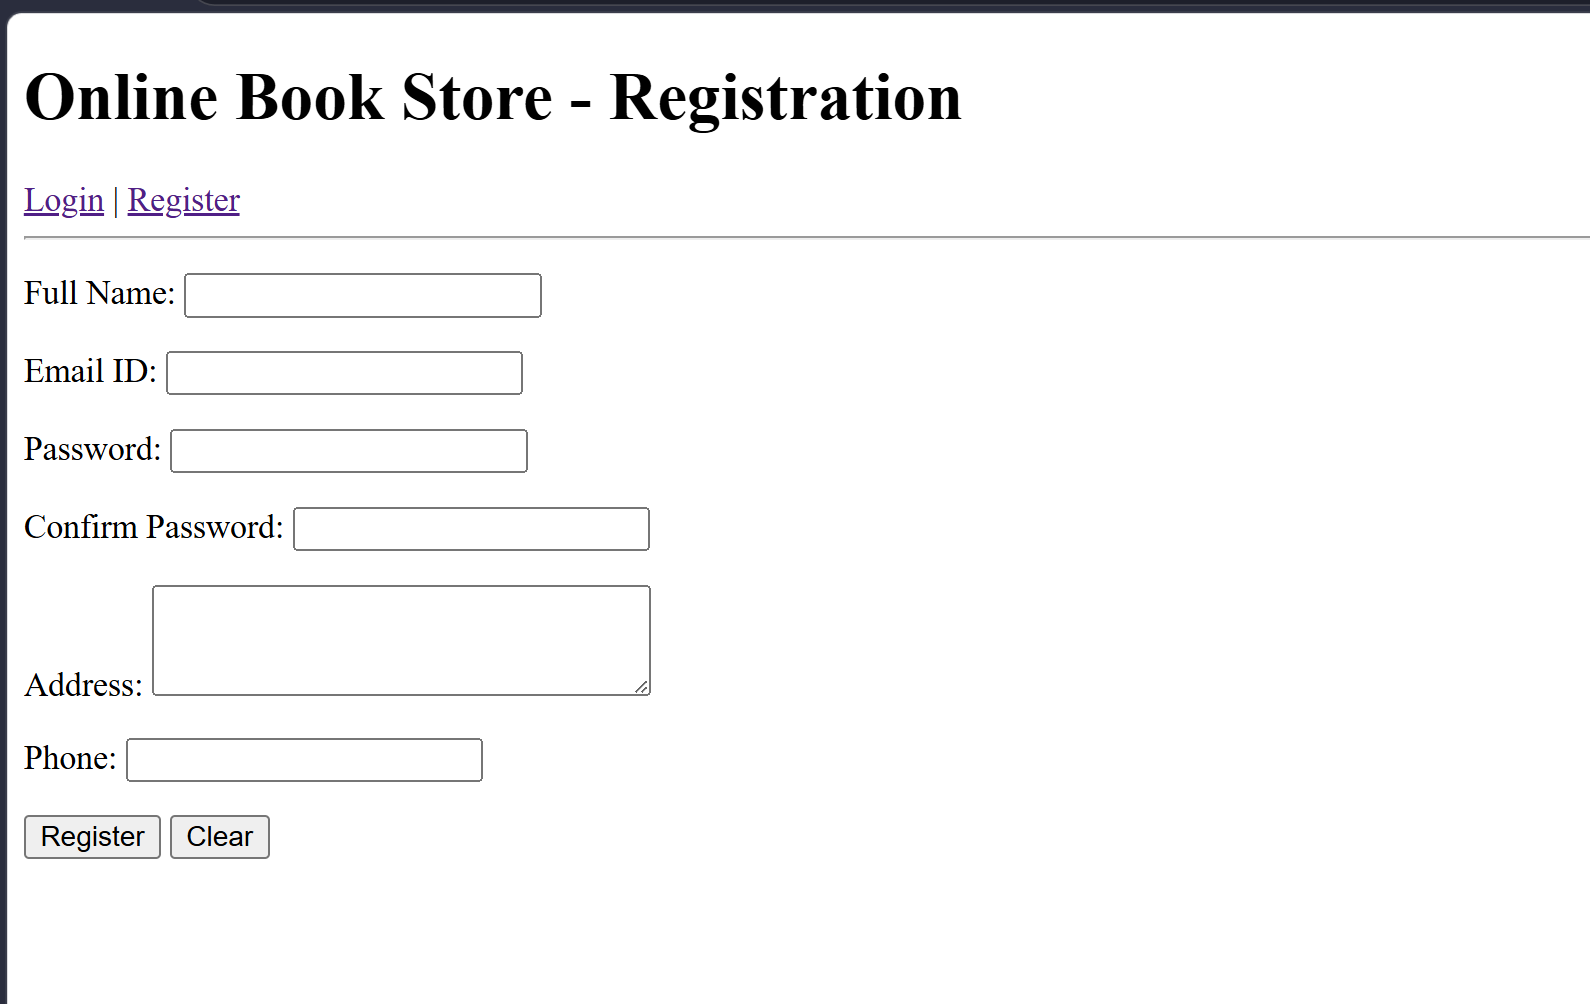 Online Book Store - Registration
Login | Register
Full Name:
Email ID:
Password:
Confirm Password:
Address:
Phone:
Register Clear